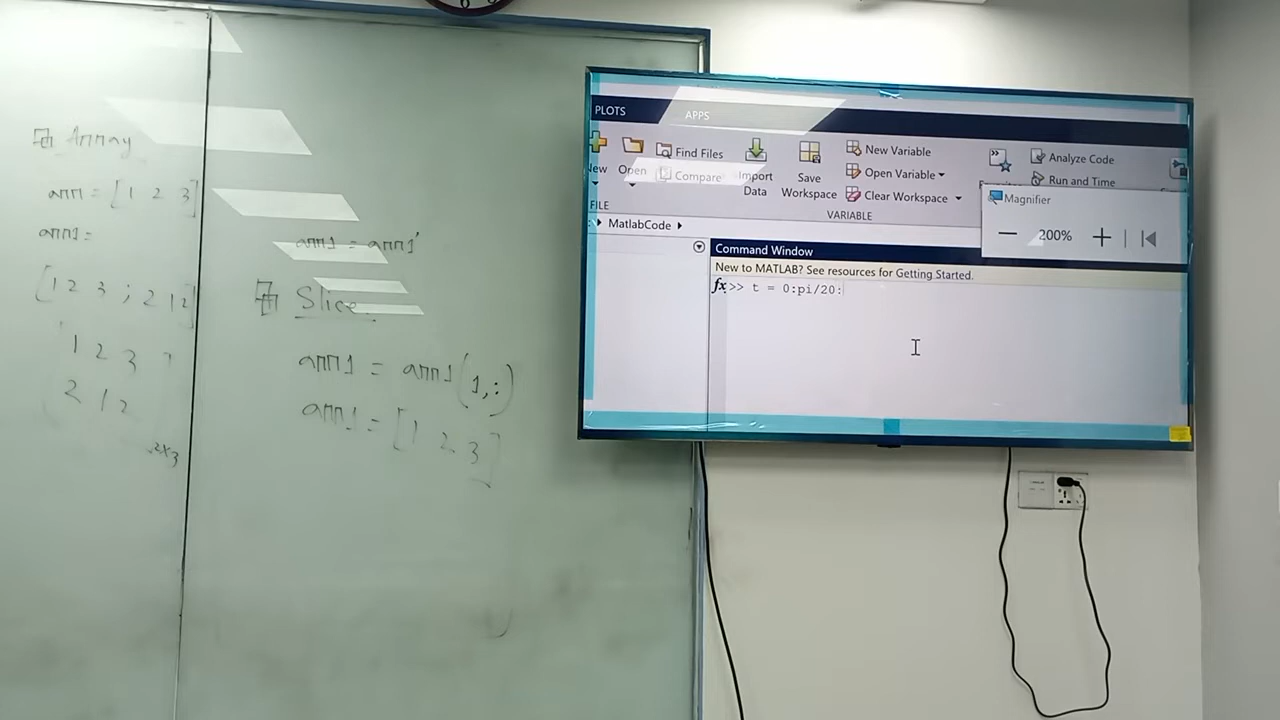 Array
arr = [1 2 3]
arr1 =
[1 2 3 ; 2 1 2]
1 2 3
2 1 2
2x3
arr1 = arr1'
Slice
arr1 = arr1(1,:)
arr1 = [1 2 3]
PLOTS APPS
New Open Find Files Compare Import Data Save Workspace New Variable Open Variable Clear Workspace Analyze Code Run and Time
FILE VARIABLE
MatlabCode
Magnifier
200%
Command Window
New to MATLAB? See resources for Getting Started.
fx >> t = 0:pi/20: